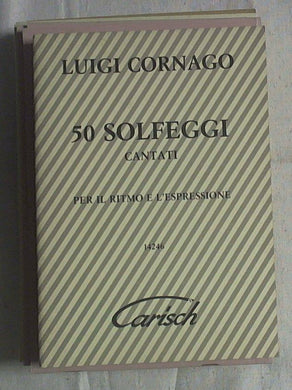 LUIGI CORNAGO
50 SOLFEGGI
CANTATI
PER IL RITMO E L'ESPRESSIONE
14246
Carisch